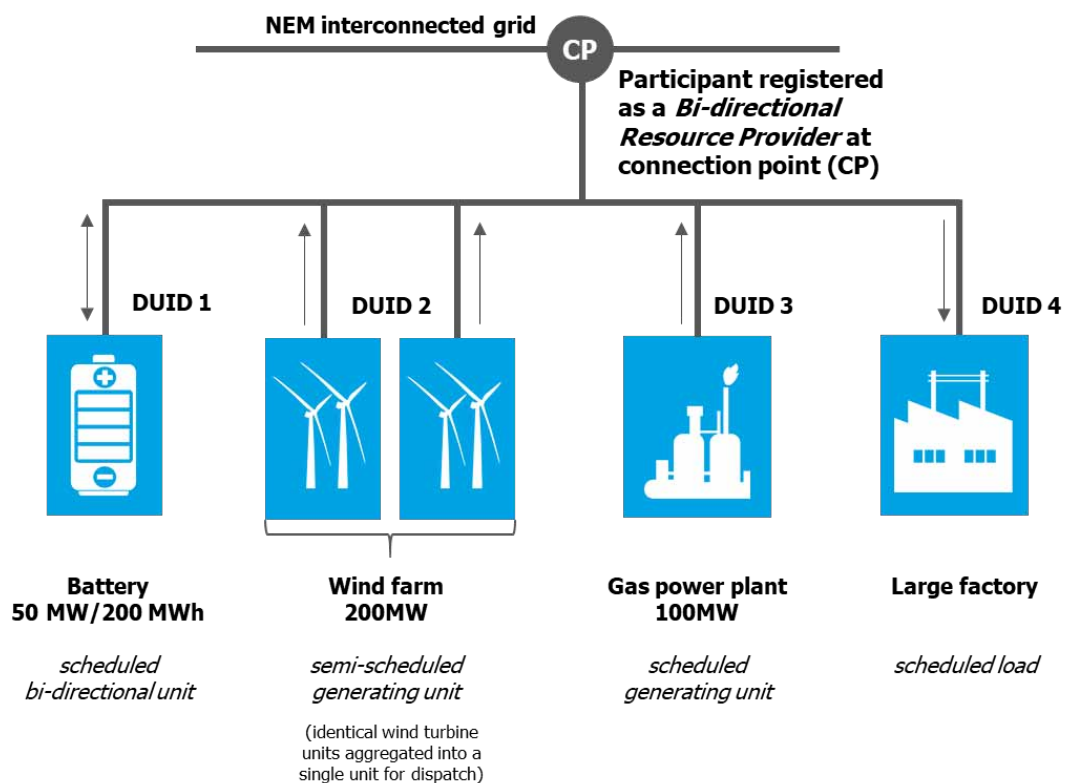 NEM interconnected grid
CP
Participant registered
as a Bi-directional
Resource Provider at
connection point (CP)
DUID 1
DUID 2
DUID 3
DUID 4
Battery
50 MW/200 MWh
scheduled
bi-directional unit
Wind farm
200MW
semi-scheduled
generating unit
(identical wind turbine
units aggregated into a
single unit for dispatch)
Gas power plant
100MW
scheduled
generating unit
Large factory
scheduled load